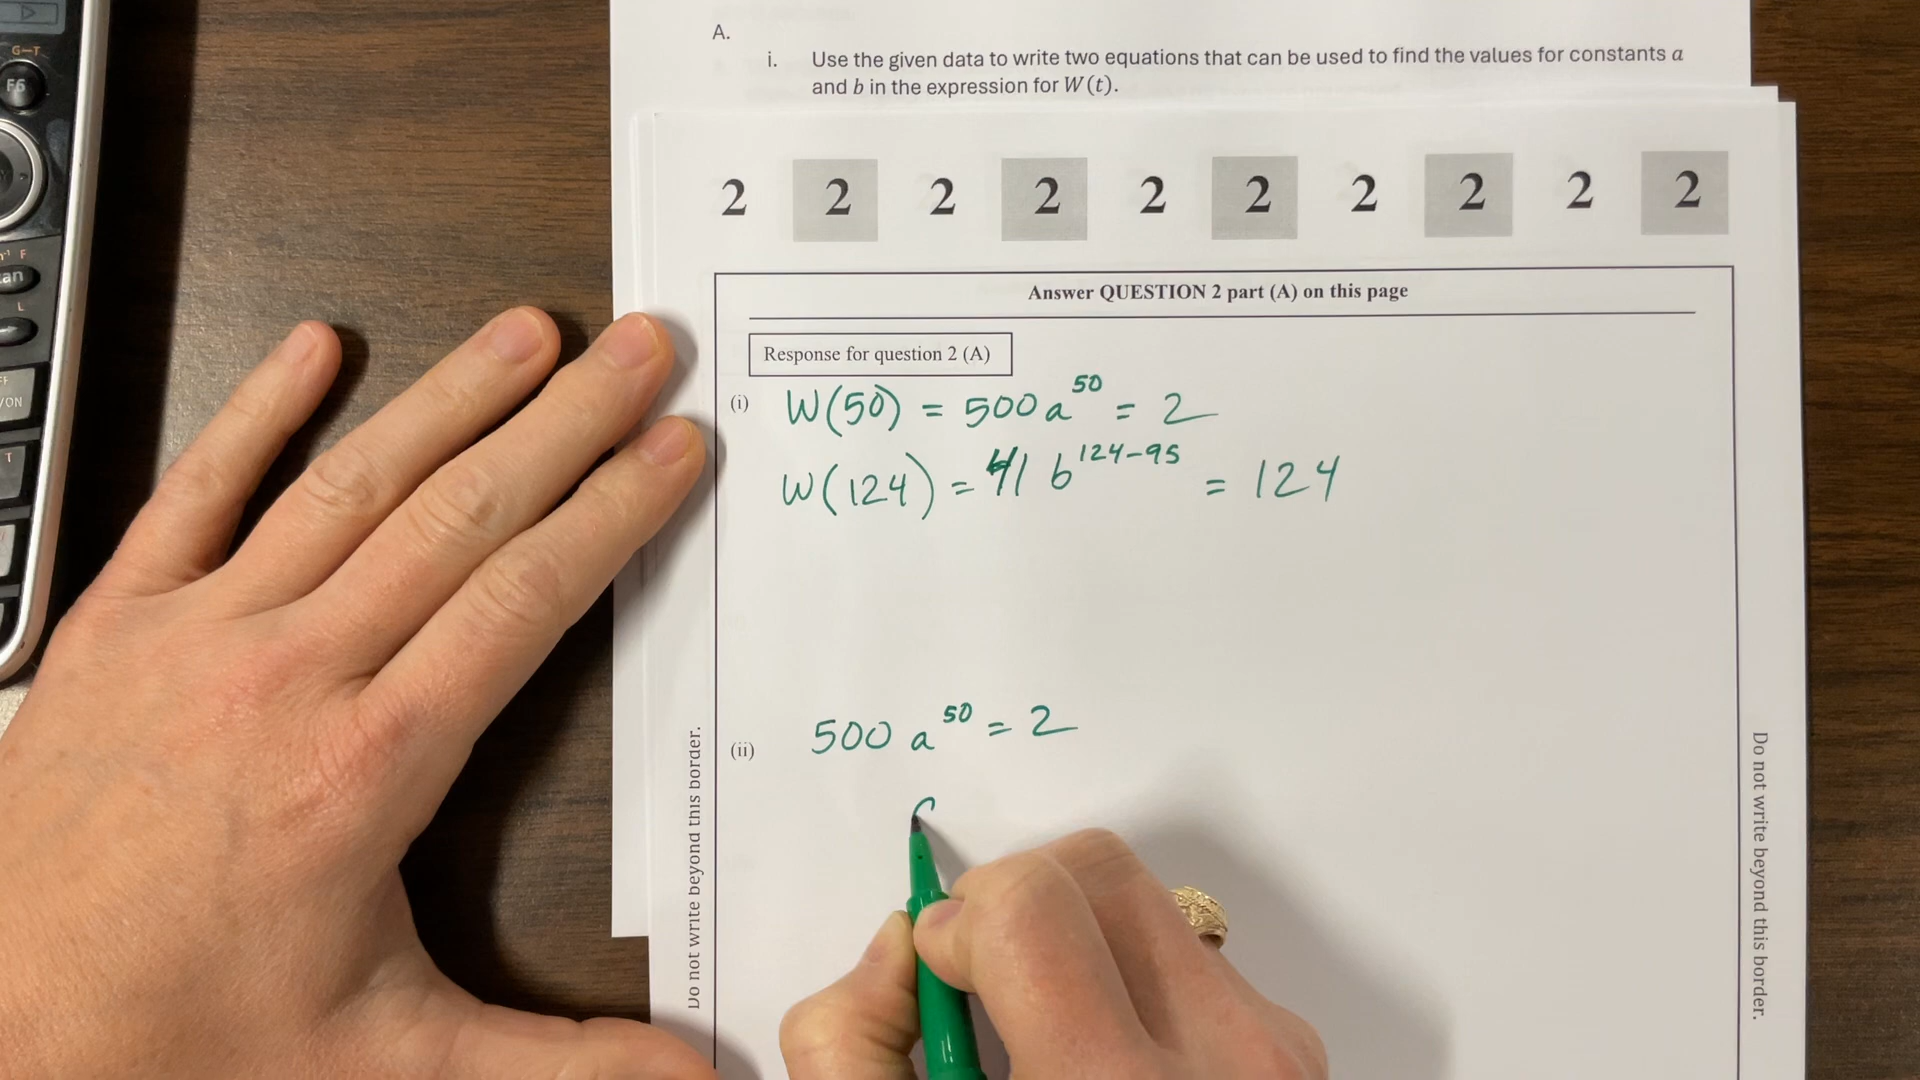 G-T
F6
F
an
L
/ON
T
A.
i. Use the given data to write two equations that can be used to find the values for constants a
and b in the expression for W(t).
2 2 2 2 2 2 2 2 2 2
Answer QUESTION 2 part (A) on this page
Response for question 2 (A)
(i) W(50) = 500a^50 = 2
W(124) = 41 b^124-95 = 124
(ii) 500 a^50 = 2
Do not write beyond this border.
Do not write beyond this border.